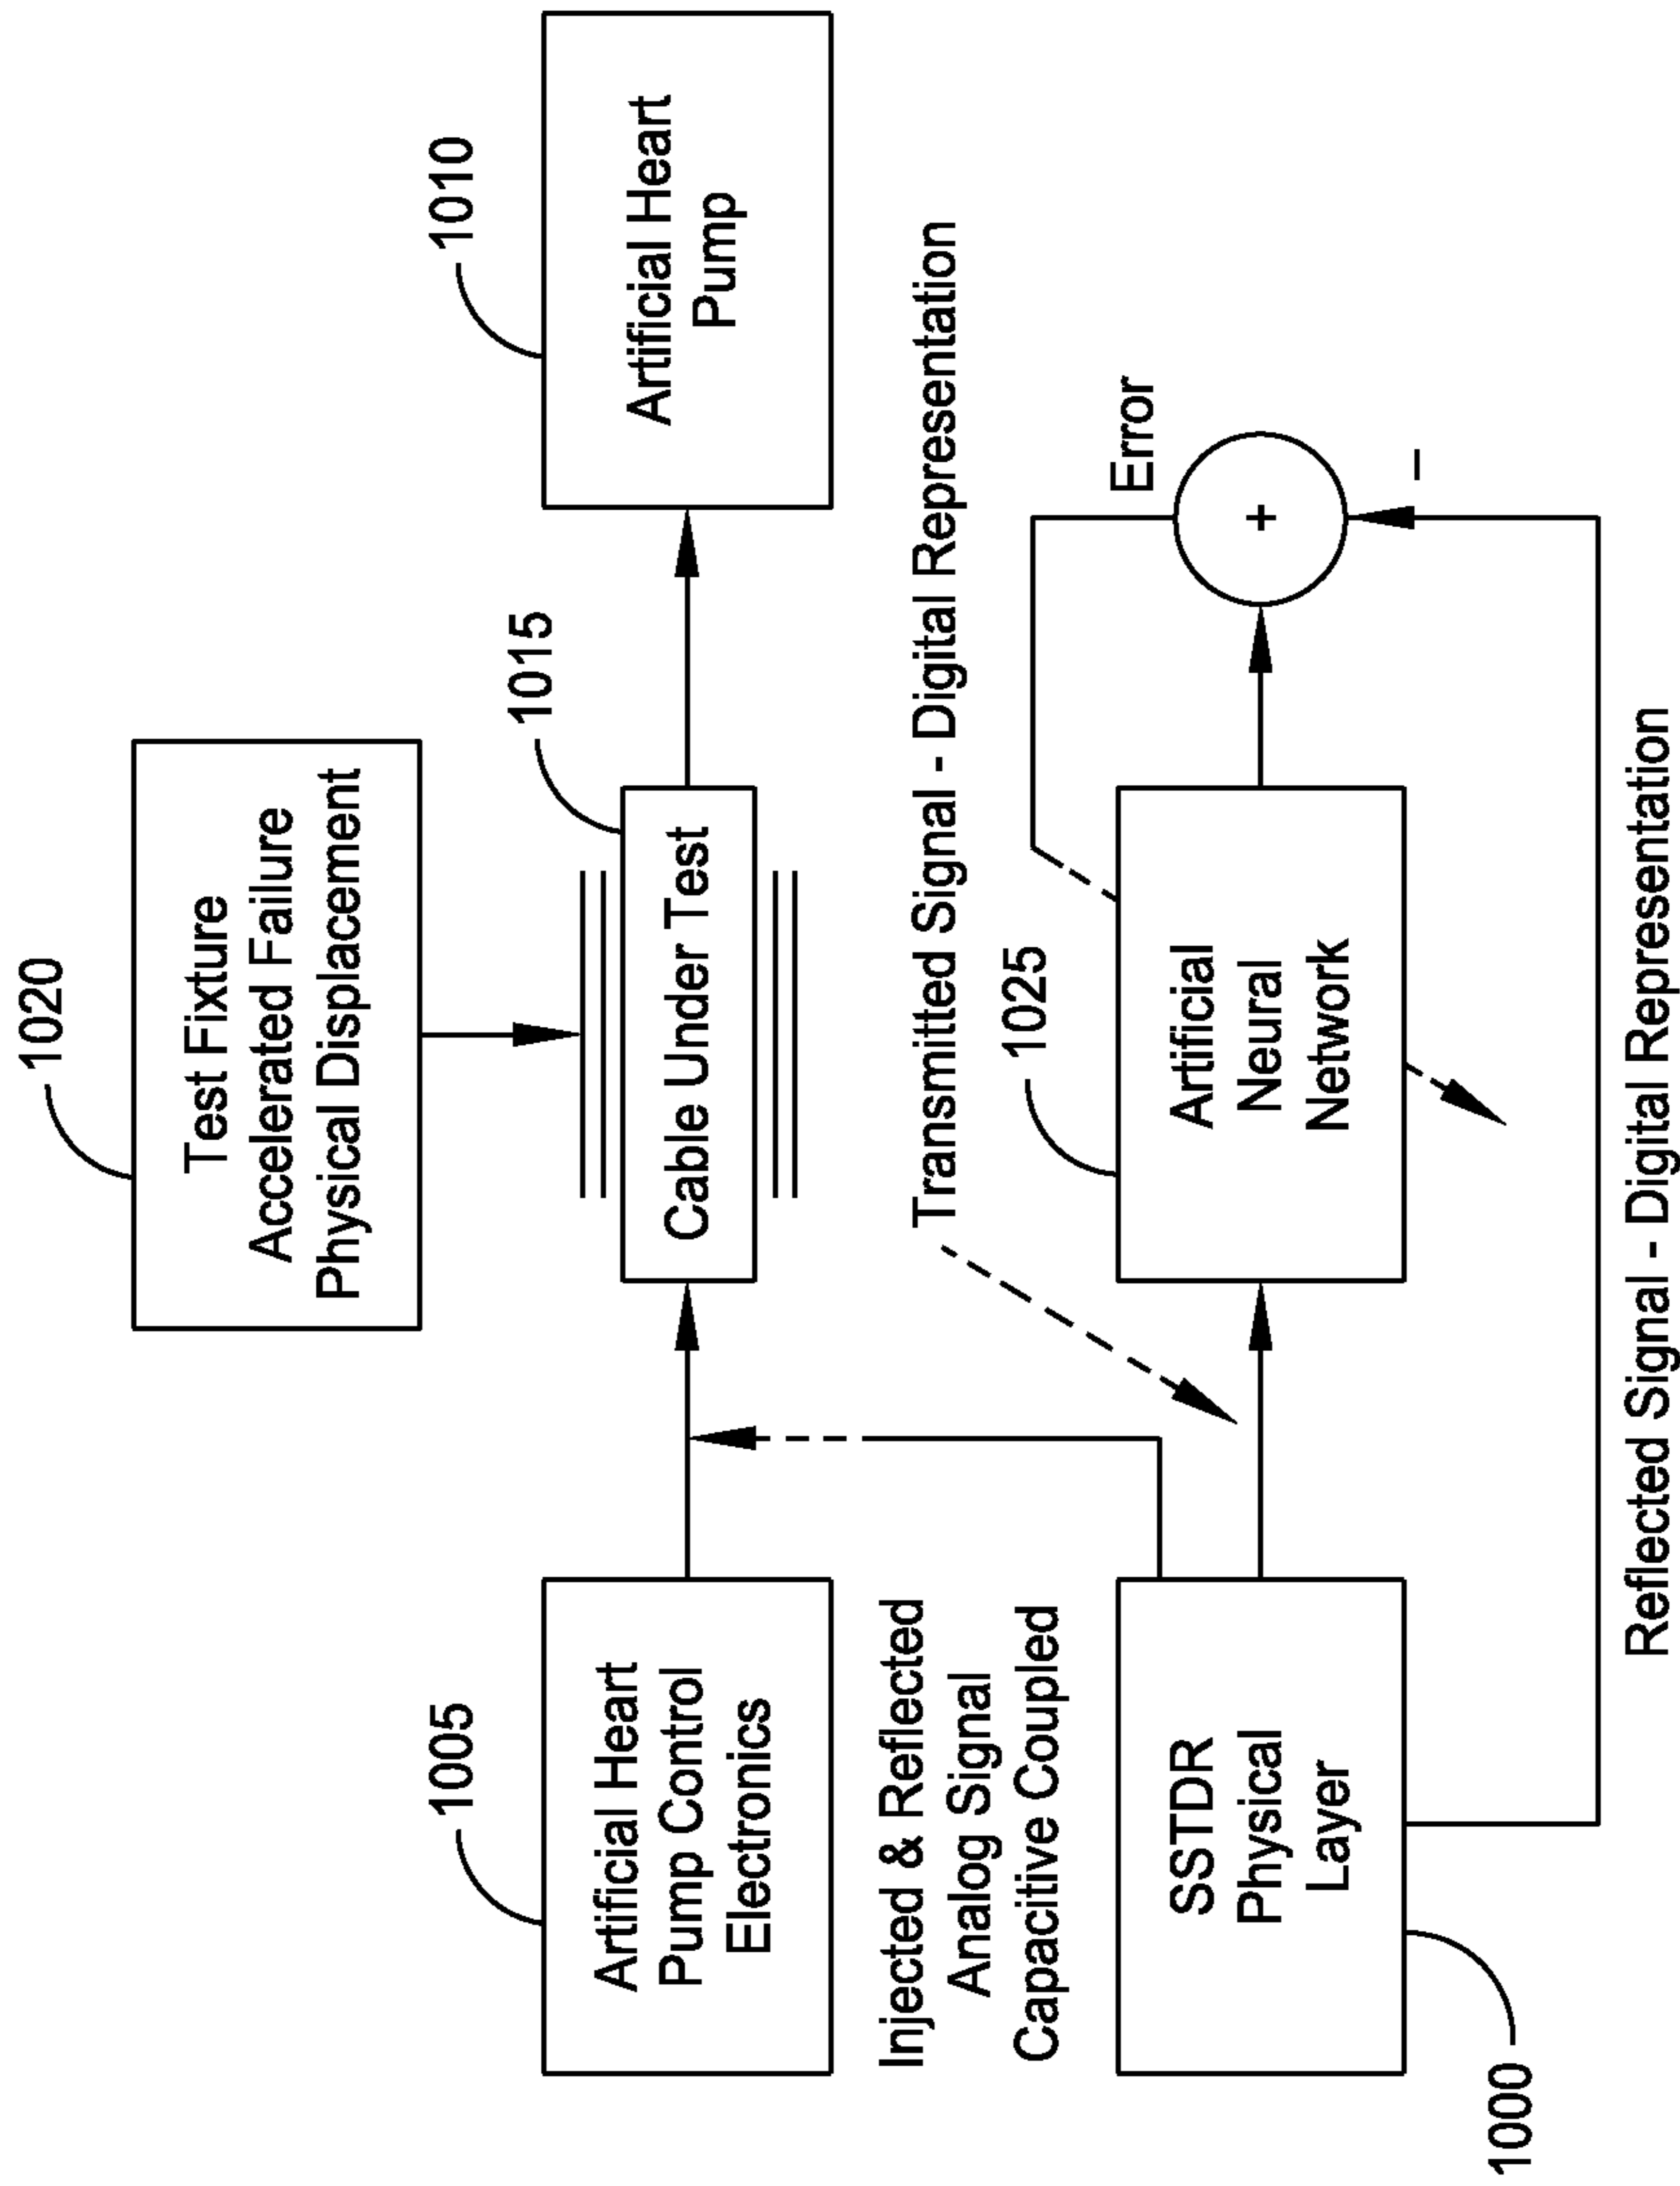 1020
Test Fixture
Accelerated Failure
Physical Displacement
1005
Artificial Heart
Pump Control
Electronics
1015
Cable Under Test
1010
Artificial Heart
Pump
Injected & Reflected
Analog Signal
Capacitive Coupled
Transmitted Signal - Digital Representation
SSTDR
Physical
Layer
1000
1025
Artificial
Neural
Network
Error
+
–
Reflected Signal - Digital Representation